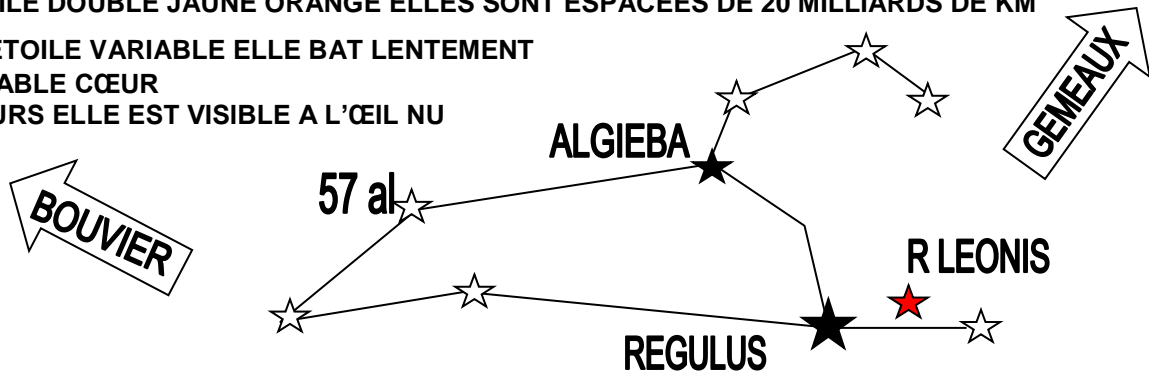 ILE DOUBLE JAUNE ORANGE ELLES SONT ESPACEES DE 20 MILLIARDS DE KM
ETOILE VARIABLE ELLE BAT LENTEMENT
ABLE CŒUR
URS ELLE EST VISIBLE A L'ŒIL NU
GEMEAUX
ALGIEBA
57 al
BOUVIER
R LEONIS
REGULUS